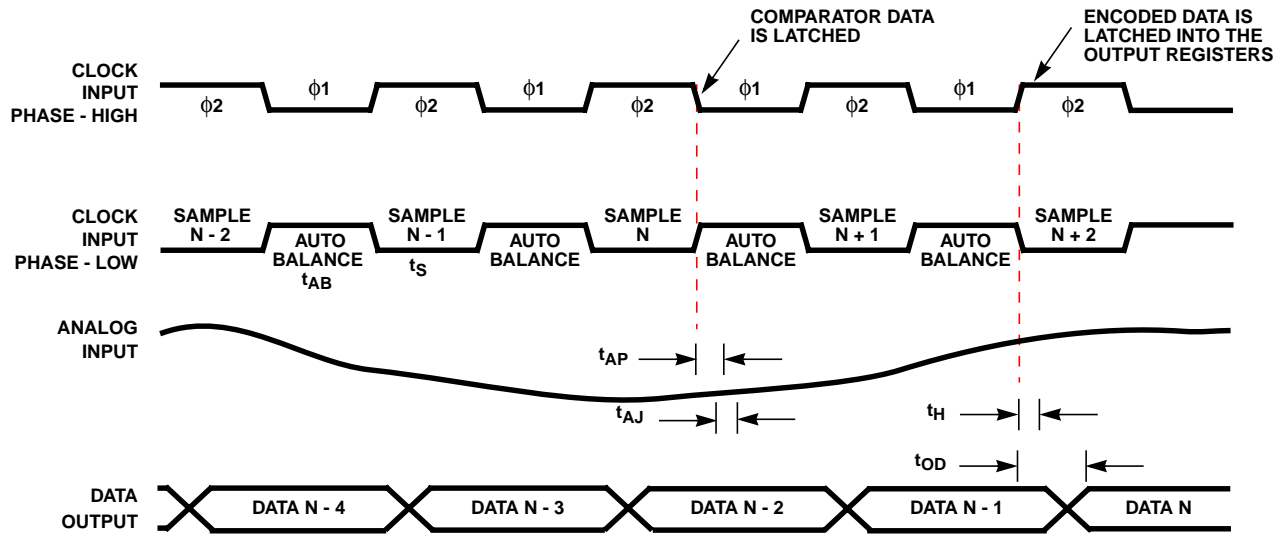 COMPARATOR DATA
IS LATCHED
ENCODED DATA IS
LATCHED INTO THE
OUTPUT REGISTERS
CLOCK
INPUT
PHASE - HIGH
ϕ2
ϕ1
ϕ2
ϕ1
ϕ2
ϕ1
ϕ2
ϕ1
ϕ2
CLOCK
INPUT
PHASE - LOW
SAMPLE
N - 2
AUTO
BALANCE
tAB
SAMPLE
N - 1
tS
AUTO
BALANCE
SAMPLE
N
AUTO
BALANCE
SAMPLE
N + 1
AUTO
BALANCE
SAMPLE
N + 2
ANALOG
INPUT
tAP
tAJ
tH
tOD
DATA
OUTPUT
DATA N - 4
DATA N - 3
DATA N - 2
DATA N - 1
DATA N